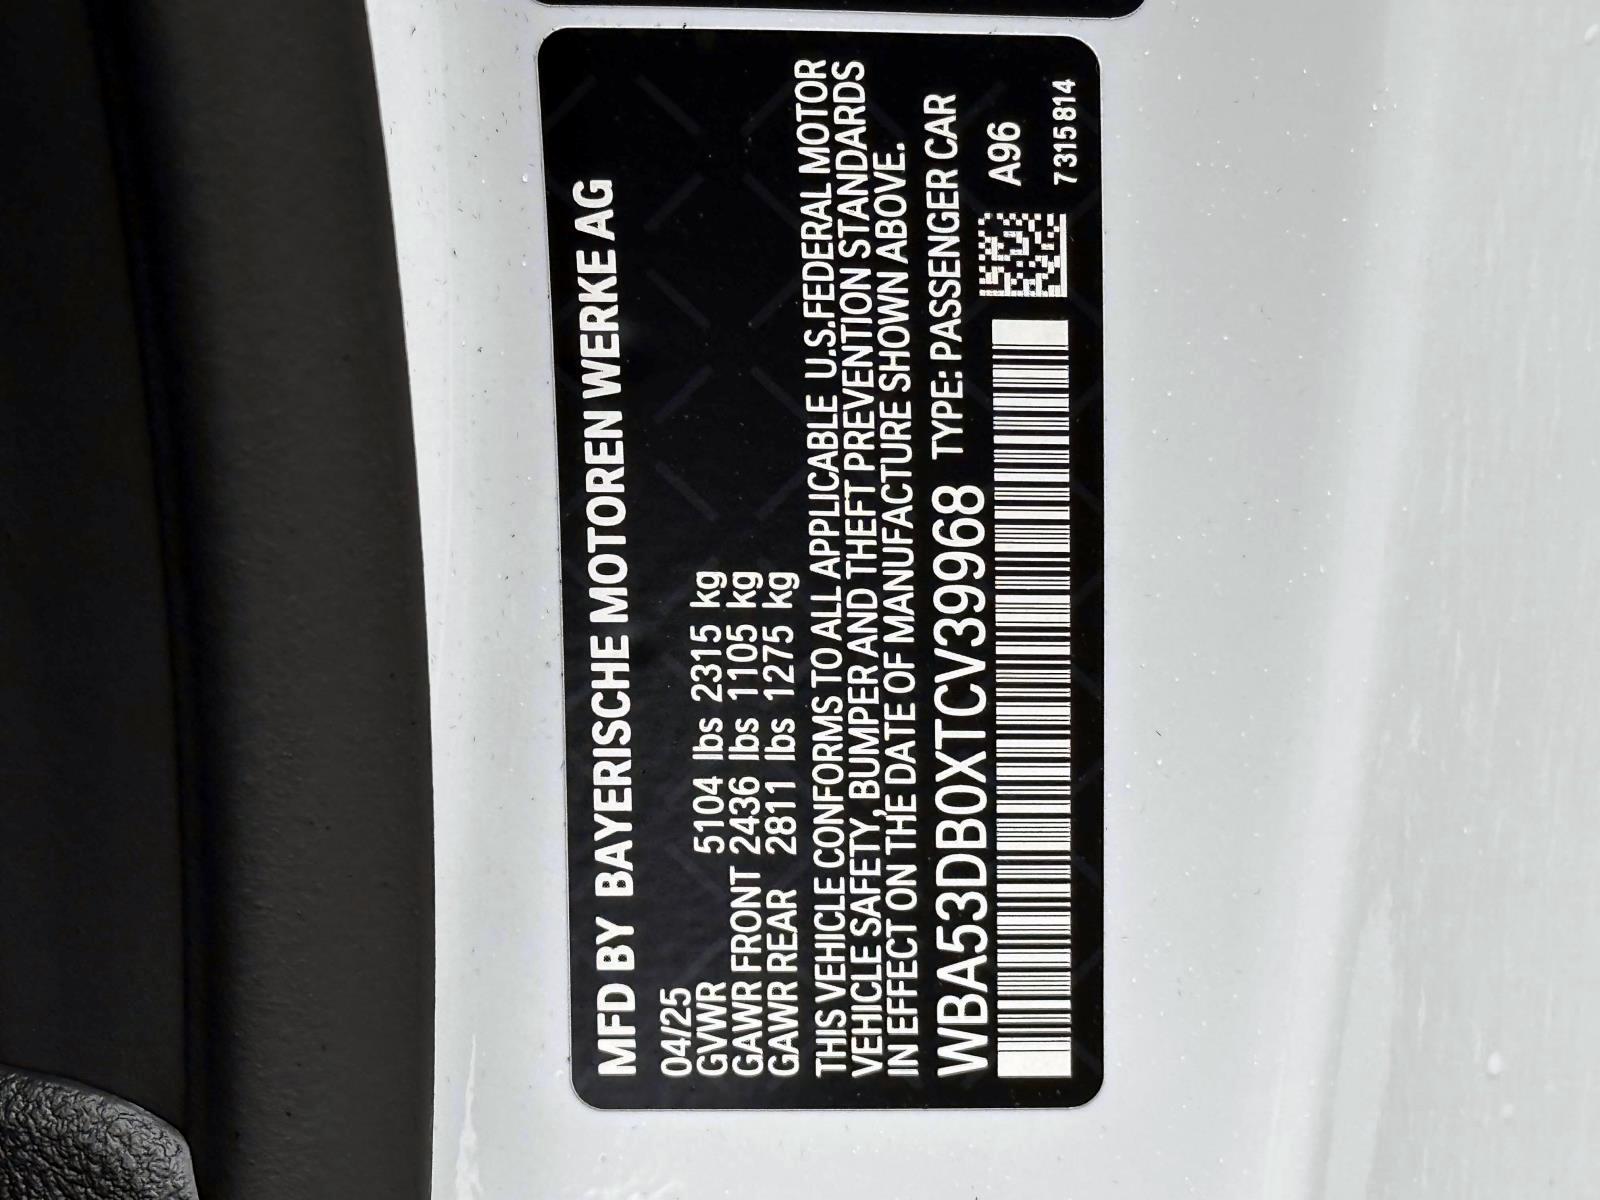 MFD BY BAYERISCHE MOTOREN WERKE AG
04/25
GVWR 5104 lbs 2315 kg
GAWR FRONT 2436 lbs 1105 kg
GAWR REAR 2811 lbs 1275 kg
THIS VEHICLE CONFORMS TO ALL APPLICABLE U.S.FEDERAL MOTOR
VEHICLE SAFETY, BUMPER AND THEFT PREVENTION STANDARDS
IN EFFECT ON THE DATE OF MANUFACTURE SHOWN ABOVE.
WBA53DB0XTCV39968 TYPE: PASSENGER CAR
A96
7315814